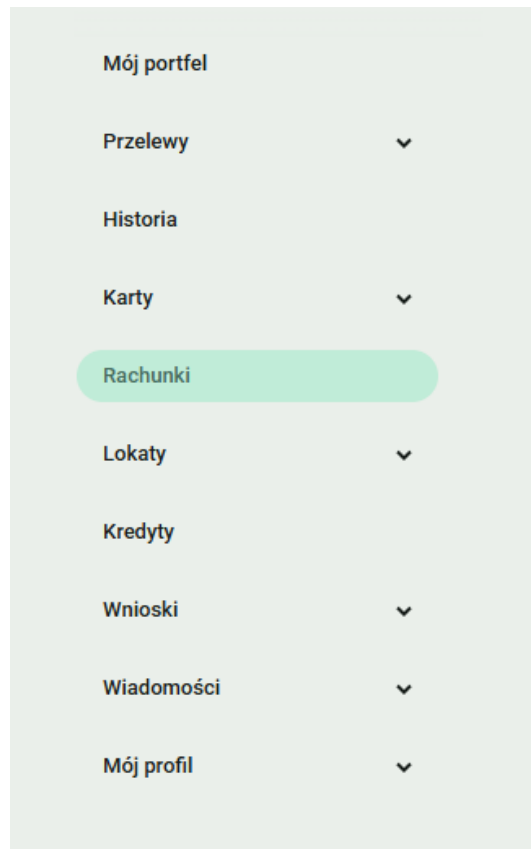 Mój portfel
Przelewy
Historia
Karty
Rachunki
Lokaty
Kredyty
Wnioski
Wiadomości
Mój profil